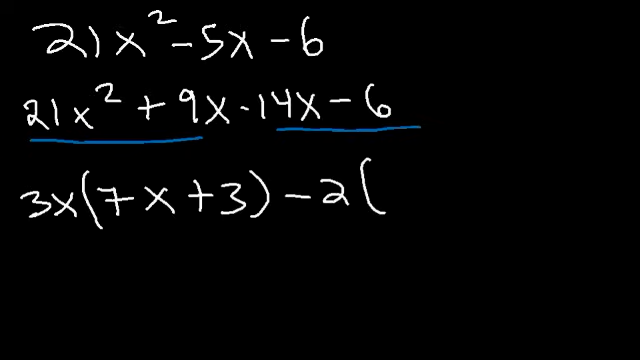 21x² - 5x - 6
21x² + 9x - 14x - 6
3x(7x + 3) - 2(